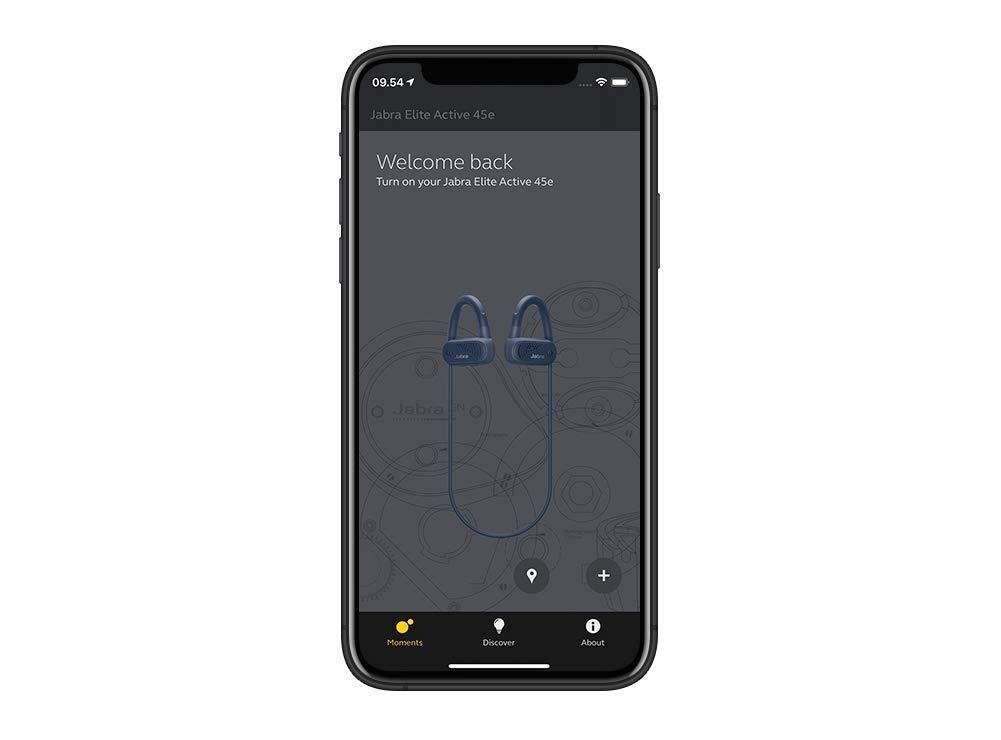 09.54
Jabra Elite Active 45e
Welcome back
Turn on your Jabra Elite Active 45e
Jabra Jabra
Jabra GN
Moments Discover About